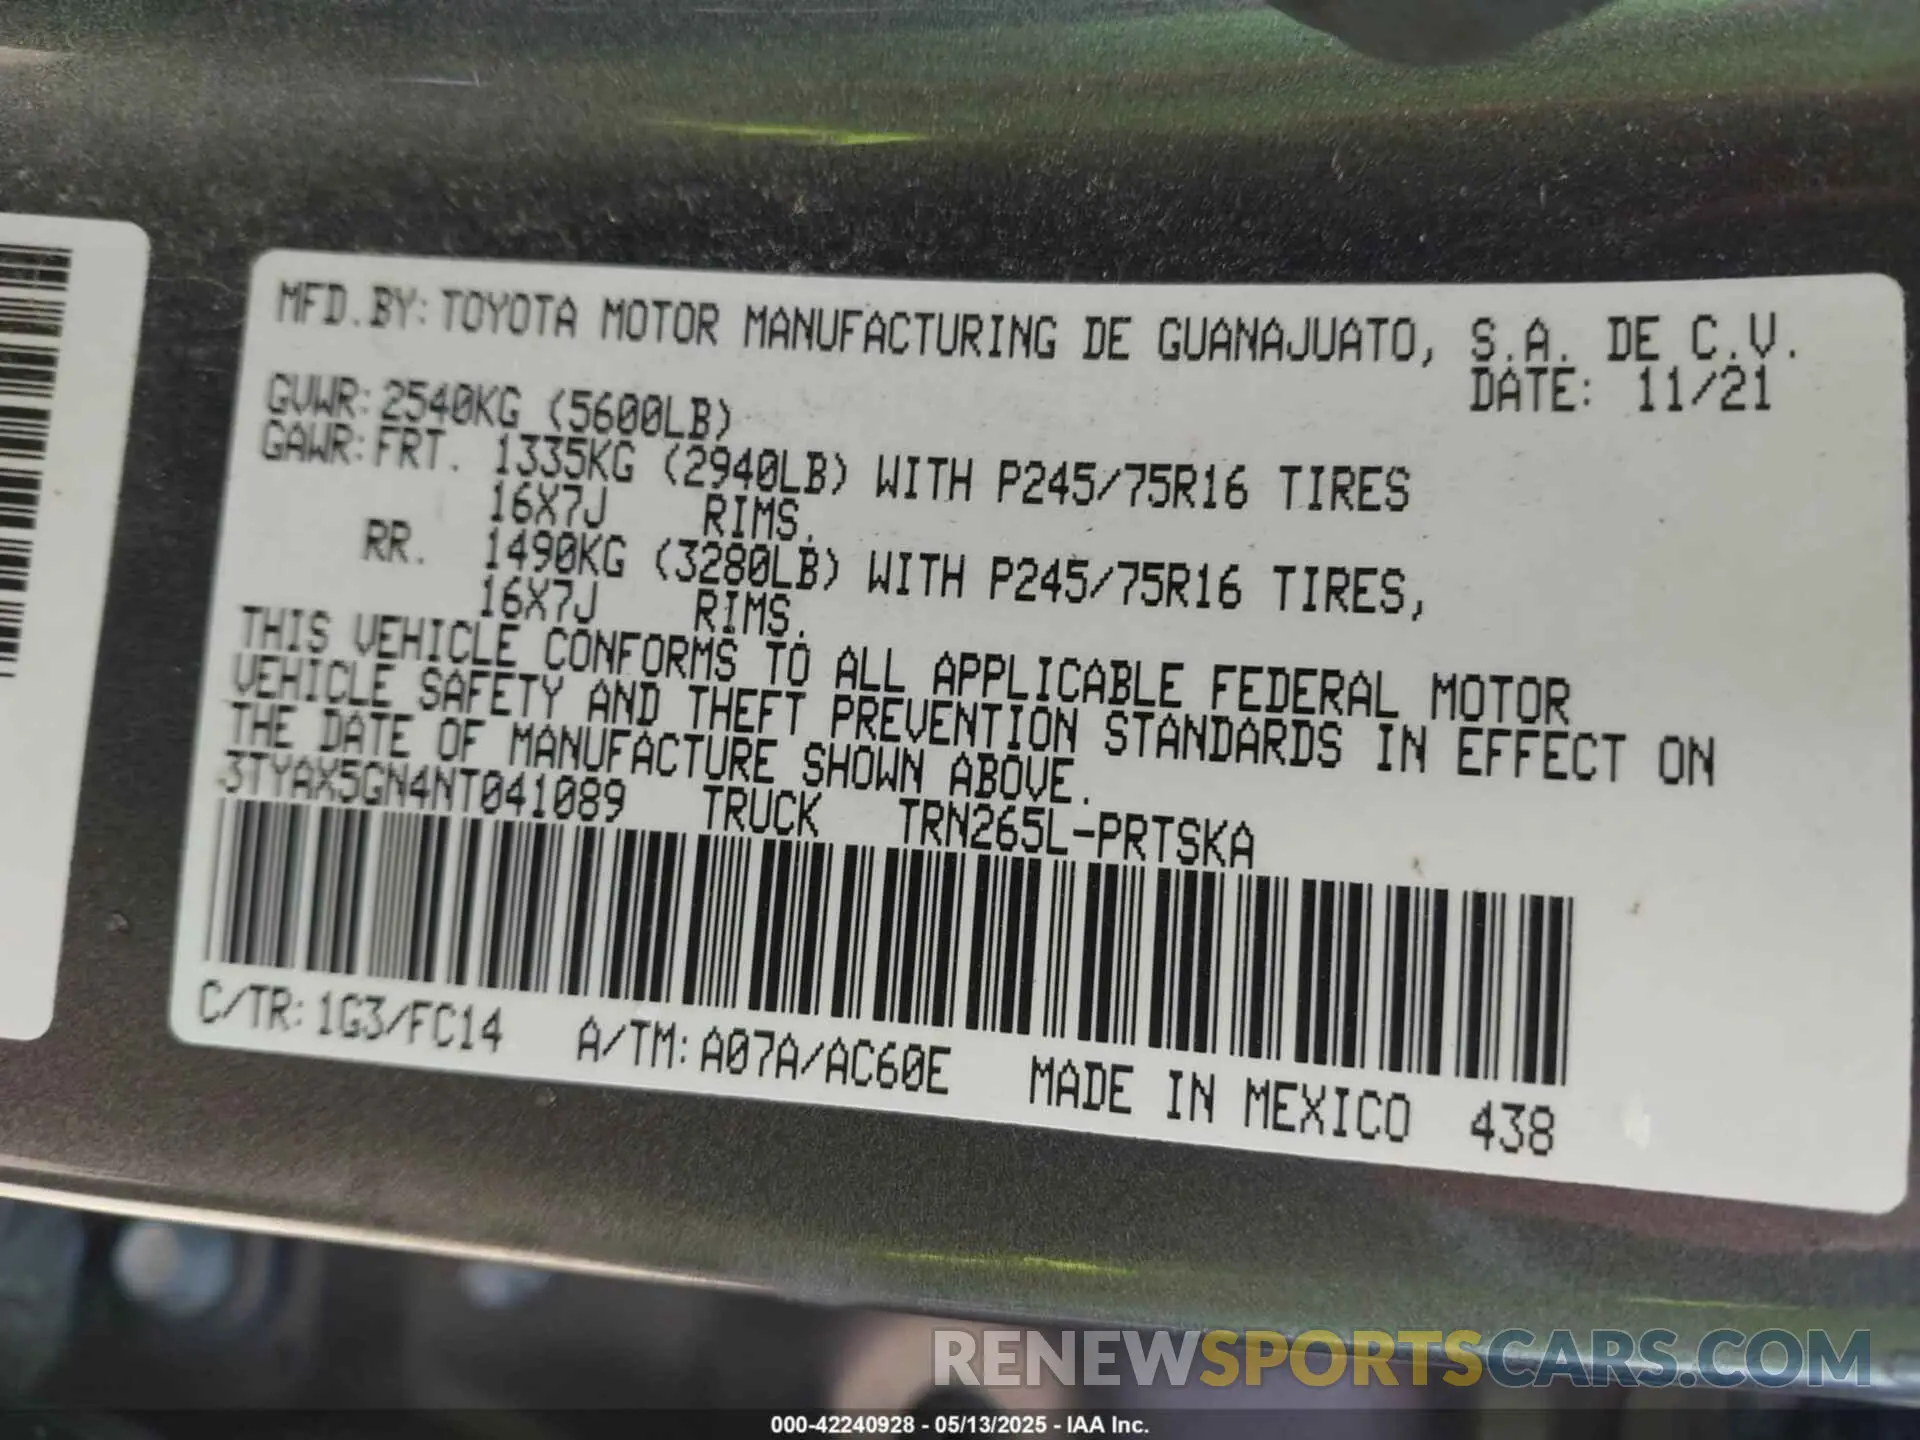 MFD.BY:TOYOTA MOTOR MANUFACTURING DE GUANAJUATO, S.A. DE C.V.
DATE: 11/21
GVWR:2540KG (5600LB)
GAWR:FRT. 1335KG (2940LB) WITH P245/75R16 TIRES
16X7J RIMS.
RR. 1490KG (3280LB) WITH P245/75R16 TIRES,
16X7J RIMS.
THIS VEHICLE CONFORMS TO ALL APPLICABLE FEDERAL MOTOR
VEHICLE SAFETY AND THEFT PREVENTION STANDARDS IN EFFECT ON
THE DATE OF MANUFACTURE SHOWN ABOVE.
3TYAX5GN4NT041089 TRUCK TRN265L-PRTSKA
C/TR:1G3/FC14 A/TM:A07A/AC60E MADE IN MEXICO 438
RENEWSPORTSCARS.COM
000-42240928 - 05/13/2025 - IAA Inc.